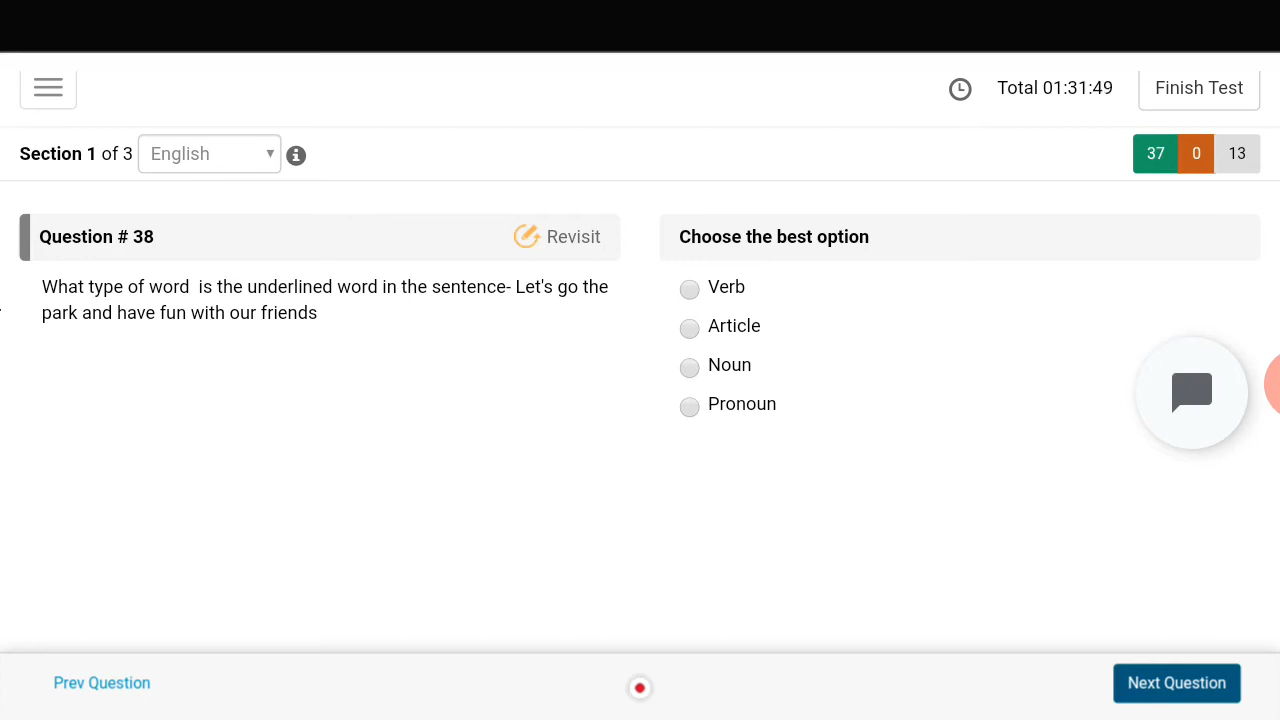 Total 01:31:49
Finish Test
Section 1 of 3
English
37
0
13
Question # 38
Revisit
What type of word is the underlined word in the sentence- Let's go the
park and have fun with our friends
Choose the best option
Verb
Article
Noun
Pronoun
Prev Question
Next Question